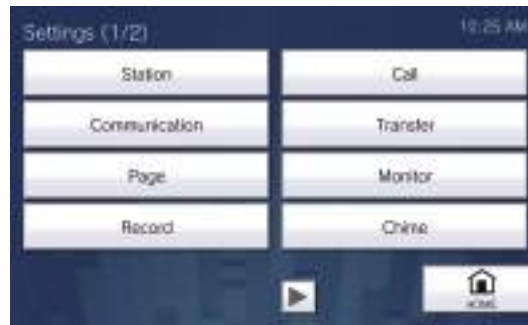 Settings (1/2) 10:25 AM
Station Call
Communication Transfer
Page Monitor
Record Chime
HOME